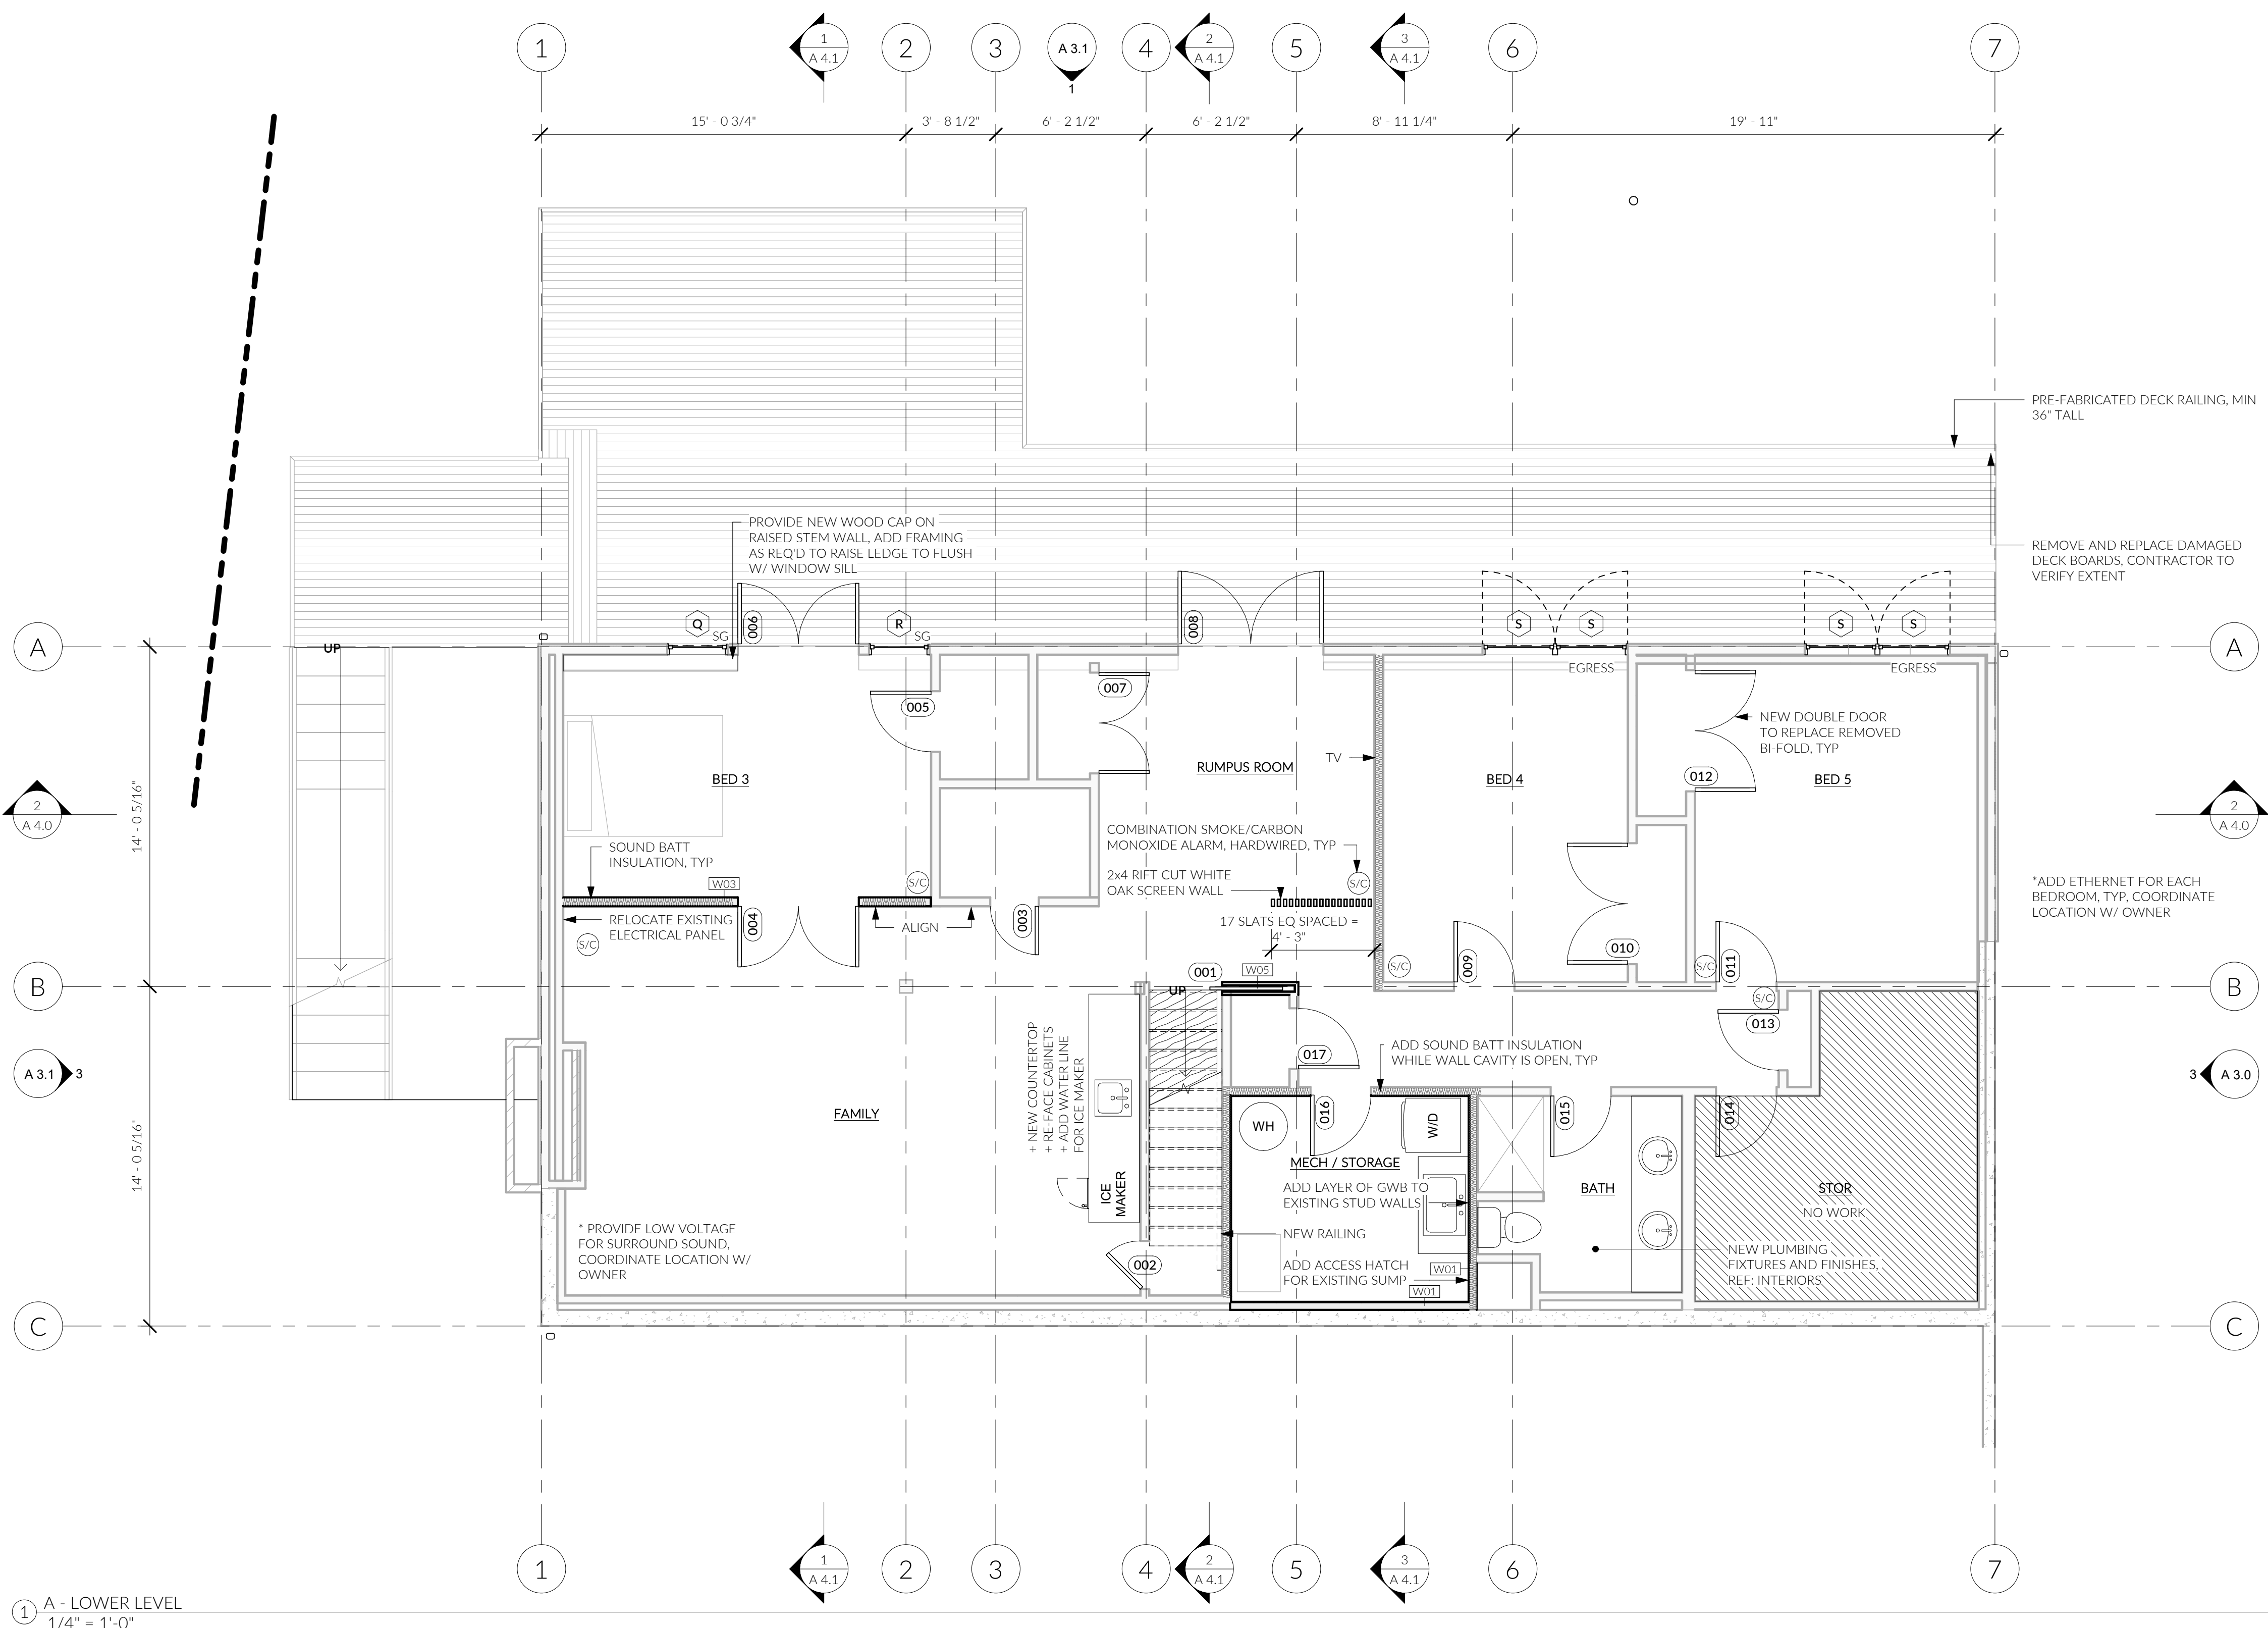 1
1
A 4.1
2
3
A 3.1
1
4
2
A 4.1
5
3
A 4.1
6
7
15' - 0 3/4"
3' - 8 1/2"
6' - 2 1/2"
6' - 2 1/2"
8' - 11 1/4"
19' - 11"
PRE-FABRICATED DECK RAILING, MIN
36" TALL
PROVIDE NEW WOOD CAP ON
RAISED STEM WALL, ADD FRAMING
AS REQ'D TO RAISE LEDGE TO FLUSH
W/ WINDOW SILL
REMOVE AND REPLACE DAMAGED
DECK BOARDS, CONTRACTOR TO
VERIFY EXTENT
Q
SG
006
R
SG
008
S
S
S
S
A
UP
A
EGRESS
EGRESS
007
005
NEW DOUBLE DOOR
TO REPLACE REMOVED
BI-FOLD, TYP
TV
RUMPUS ROOM
BED 3
BED 4
012
BED 5
2
A 4.0
14' - 0 5/16"
2
A 4.0
COMBINATION SMOKE/CARBON
MONOXIDE ALARM, HARDWIRED, TYP
SOUND BATT
INSULATION, TYP
W03
S/C
2x4 RIFT CUT WHITE
OAK SCREEN WALL
S/C
*ADD ETHERNET FOR EACH
BEDROOM, TYP, COORDINATE
LOCATION W/ OWNER
RELOCATE EXISTING
ELECTRICAL PANEL
004
ALIGN
003
17 SLATS EQ SPACED =
4' - 3"
S/C
010
S/C
009
S/C
011
B
001
W05
UP
B
S/C
013
+ NEW COUNTERTOP
+ RE-FACE CABINETS
+ ADD WATER LINE
FOR ICE MAKER
017
ADD SOUND BATT INSULATION
WHILE WALL CAVITY IS OPEN, TYP
A 3.1
3
3
A 3.0
FAMILY
WH
016
W/D
015
014
14' - 0 5/16"
MECH / STORAGE
ICE
MAKER
ADD LAYER OF GWB TO
EXISTING STUD WALLS
BATH
STOR
NO WORK
* PROVIDE LOW VOLTAGE
FOR SURROUND SOUND,
COORDINATE LOCATION W/
OWNER
NEW RAILING
002
ADD ACCESS HATCH
FOR EXISTING SUMP
W01
W01
NEW PLUMBING
FIXTURES AND FINISHES,
REF: INTERIORS
C
C
1
1
A 4.1
2
3
4
2
A 4.1
5
3
A 4.1
6
7
1
A - LOWER LEVEL
1/4" = 1'-0"